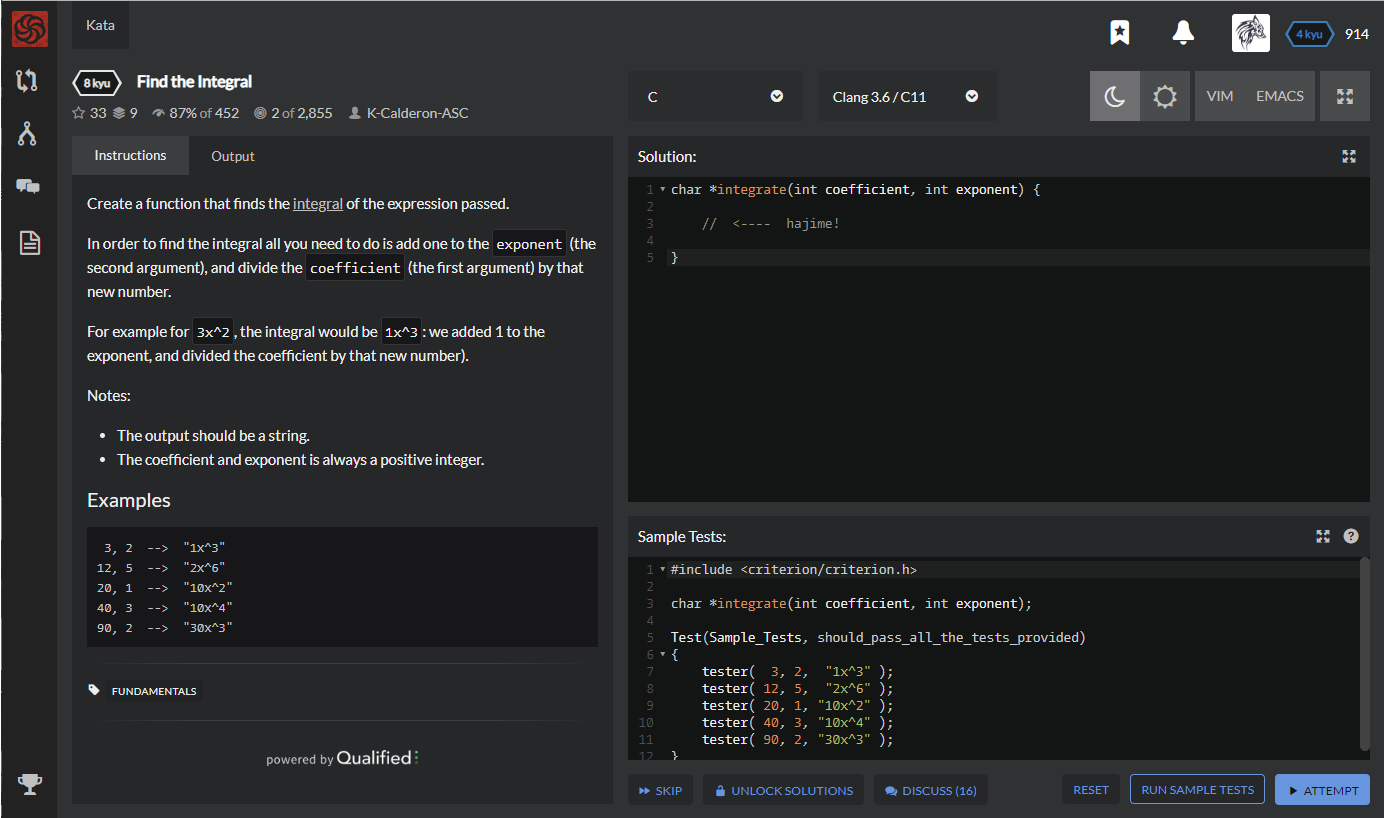 Kata
4 kyu 914
8 kyu Find the Integral
33 9 87% of 452 2 of 2,855 K-Calderon-ASC
C
Clang 3.6 / C11
VIM EMACS
Instructions Output
Create a function that finds the integral of the expression passed.
In order to find the integral all you need to do is add one to the exponent (the
second argument), and divide the coefficient (the first argument) by that
new number.
For example for 3x^2, the integral would be 1x^3: we added 1 to the
exponent, and divided the coefficient by that new number).
Notes:
• The output should be a string.
• The coefficient and exponent is always a positive integer.
Examples
3, 2 --> "1x^3"
12, 5 --> "2x^6"
20, 1 --> "10x^2"
40, 3 --> "10x^4"
90, 2 --> "30x^3"
FUNDAMENTALS
powered by Qualified
Solution:
1 char *integrate(int coefficient, int exponent) {
2
3 // <---- hajime!
4
5 }
Sample Tests:
1 #include <criterion/criterion.h>
2
3 char *integrate(int coefficient, int exponent);
4
5 Test(Sample_Tests, should_pass_all_the_tests_provided)
6 {
7 tester( 3, 2, "1x^3" );
8 tester( 12, 5, "2x^6" );
9 tester( 20, 1, "10x^2" );
10 tester( 40, 3, "10x^4" );
11 tester( 90, 2, "30x^3" );
12 }
SKIP UNLOCK SOLUTIONS DISCUSS (16) RESET RUN SAMPLE TESTS ATTEMPT